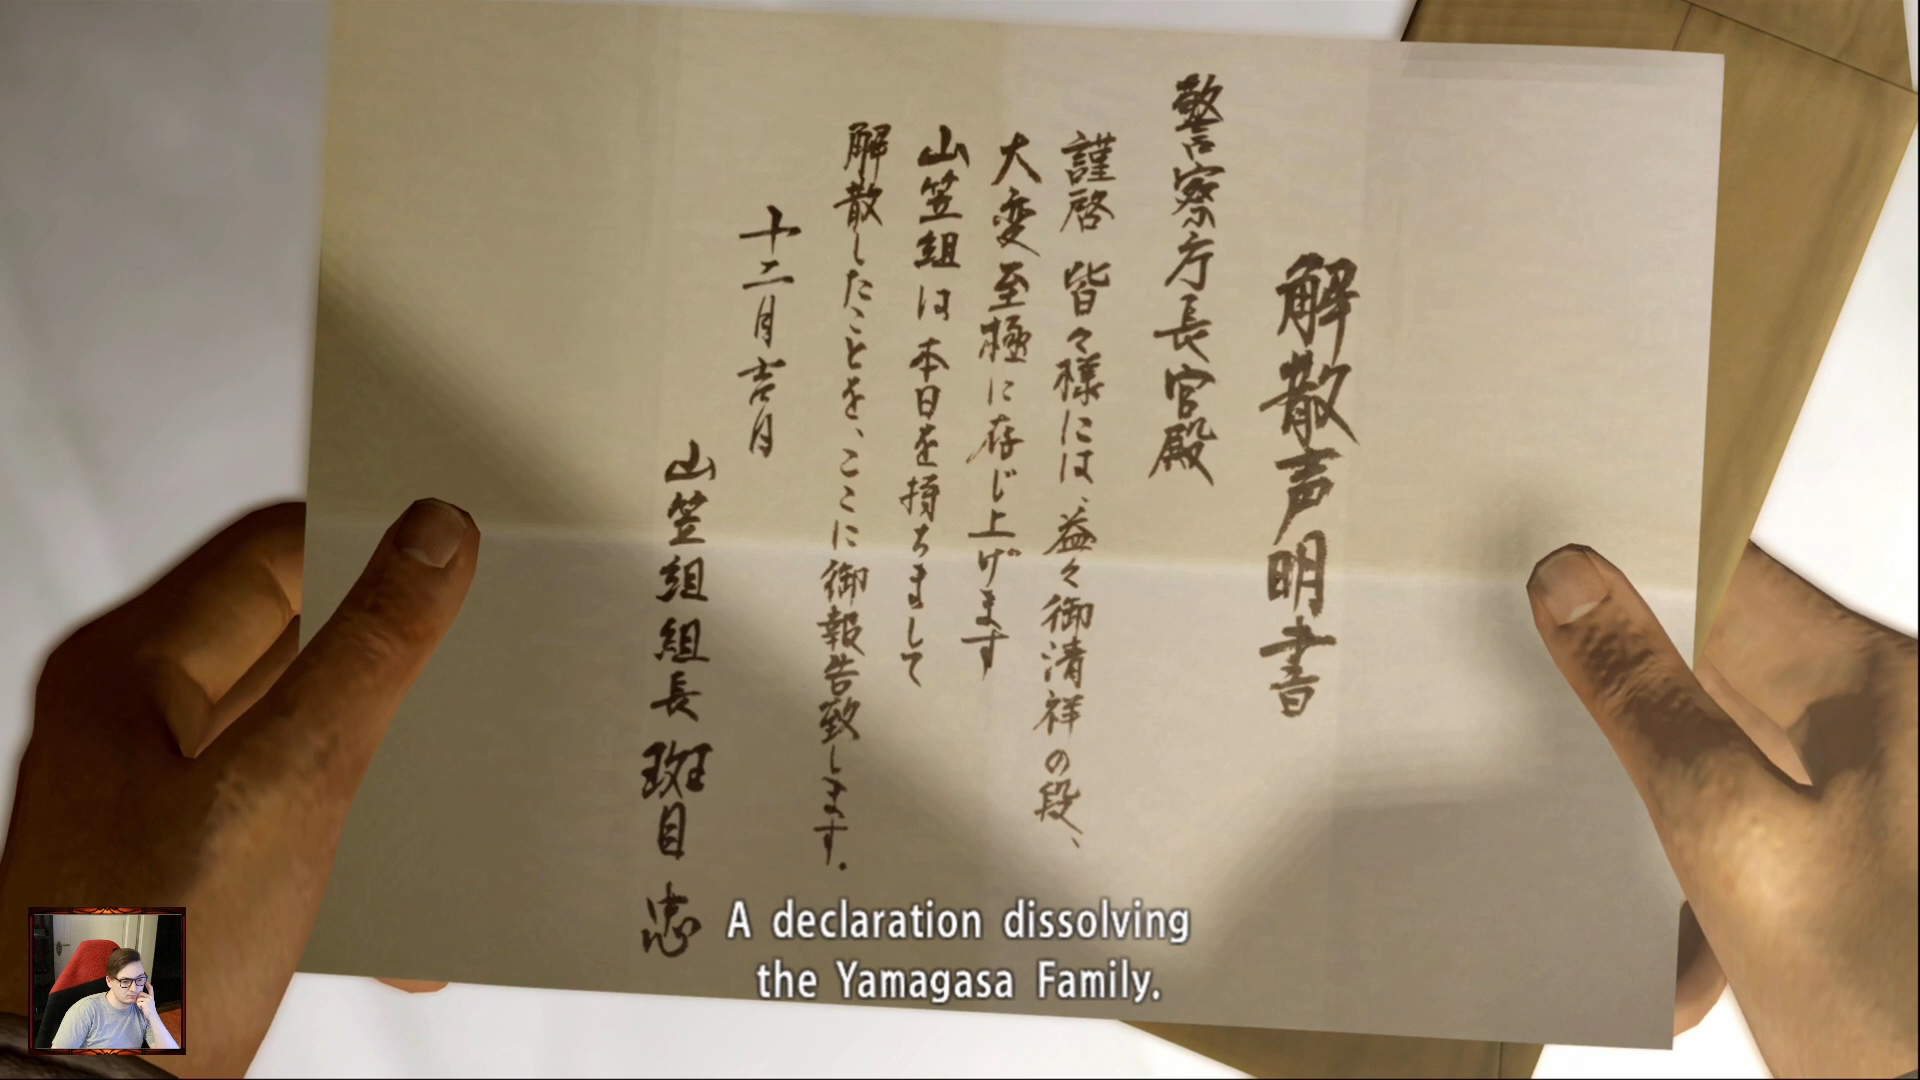 解散声明書
警察庁長官殿
謹啓 皆々様には、益々御清祥の段、
大変至極に存じ上げます
山笠組は本日を持ちまして
解散したことを、ここに御報告致します。
十二月吉月
山笠組組長 斑目 忠
A declaration dissolving
the Yamagasa Family.